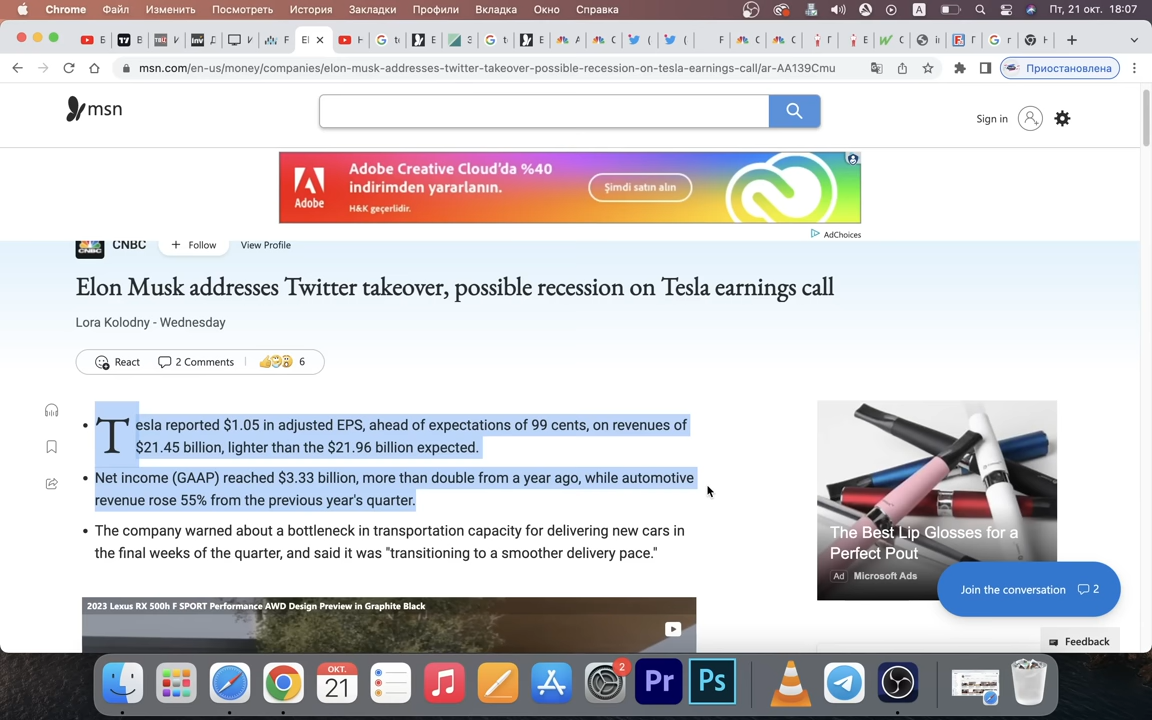 Chrome Файл Изменить Посмотреть История Закладки Профили Вкладка Окно Справка A Пт, 21 окт. 18:07
msn.com/en-us/money/companies/elon-musk-addresses-twitter-takeover-possible-recession-on-tesla-earnings-call/ar-AA139Cmu Приостановлена
msn
Sign in
Adobe
Adobe Creative Cloud'da %40
indirimden yararlanın.
H&K geçerlidir.
Şimdi satın alın
AdChoices
CNBC + Follow View Profile
Elon Musk addresses Twitter takeover, possible recession on Tesla earnings call
Lora Kolodny - Wednesday
React 2 Comments 6
• Tesla reported $1.05 in adjusted EPS, ahead of expectations of 99 cents, on revenues of
$21.45 billion, lighter than the $21.96 billion expected.
• Net income (GAAP) reached $3.33 billion, more than double from a year ago, while automotive
revenue rose 55% from the previous year's quarter.
• The company warned about a bottleneck in transportation capacity for delivering new cars in
the final weeks of the quarter, and said it was "transitioning to a smoother delivery pace."
The Best Lip Glosses for a
Perfect Pout
Ad Microsoft Ads
Join the conversation 2
2023 Lexus RX 500h F SPORT Performance AWD Design Preview in Graphite Black
Feedback
ОКТ.
21
2
Pr
Ps